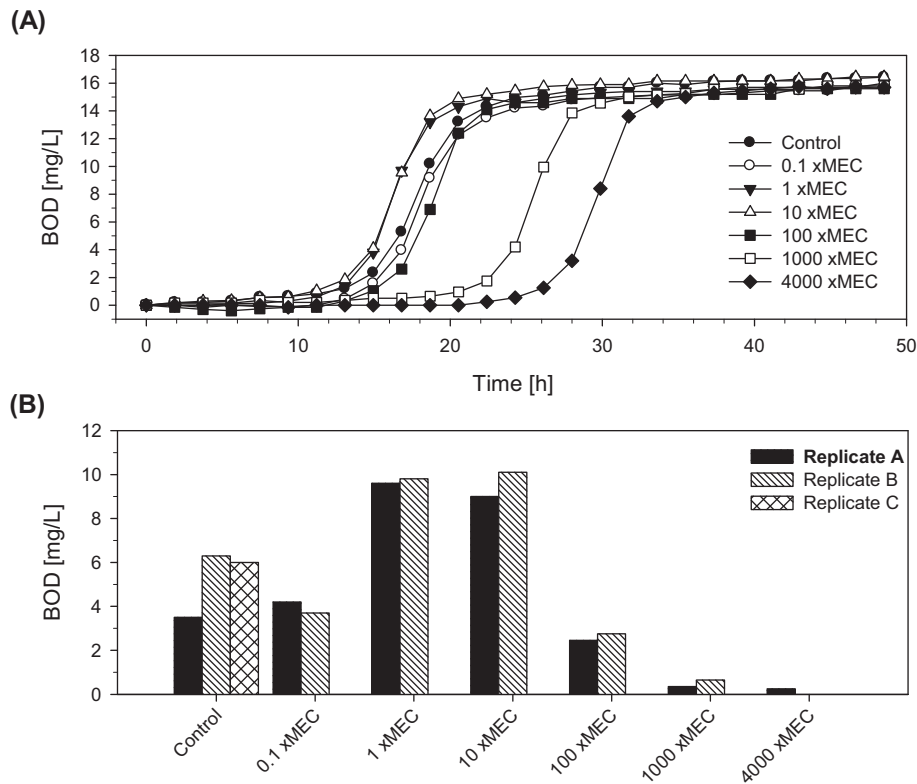 (A)
18
16
14
12
10
8
6
4
2
0
BOD [mg/L]
Control
0.1 xMEC
1 xMEC
10 xMEC
100 xMEC
1000 xMEC
4000 xMEC
0 10 20 30 40 50
Time [h]
(B)
12
10
8
6
4
2
0
BOD [mg/L]
Replicate A
Replicate B
Replicate C
Control
0.1 xMEC
1 xMEC
10 xMEC
100 xMEC
1000 xMEC
4000 xMEC